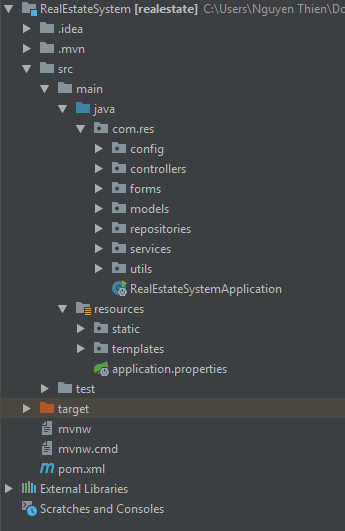 RealEstateSystem [realestate] C:\Users\Nguyen Thien\Do
.idea
.mvn
src
main
java
com.res
config
controllers
forms
models
repositories
services
utils
RealEstateSystemApplication
resources
static
templates
application.properties
test
target
mvnw
mvnw.cmd
m pom.xml
External Libraries
Scratches and Consoles